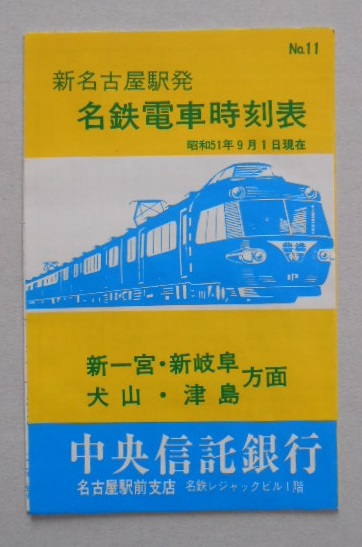 No.11
新名古屋駅発
名鉄電車時刻表
昭和51年9月1日現在
豊橋
特
新一宮・新岐阜
犬山・津島
方面
中央信託銀行
名古屋駅前支店 名鉄レジャックビル1階